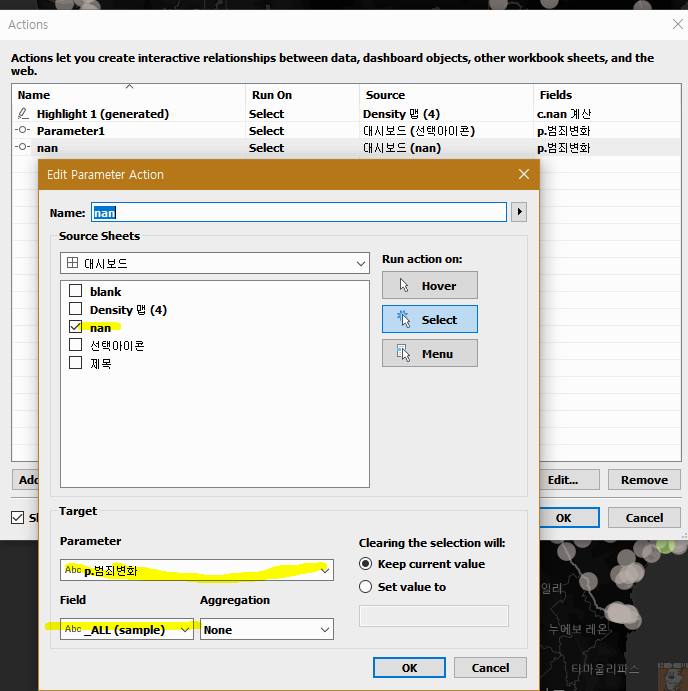 Actions
Actions let you create interactive relationships between data, dashboard objects, other workbook sheets, and the
web.
Name Run On Source Fields
Highlight 1 (generated) Select Density 맵 (4) c.nan 계산
Parameter1 Select 대시보드 (선택아이콘) p.범죄변화
nan Select 대시보드 (nan) p.범죄변화
Edit Parameter Action
Name: nan
Source Sheets
대시보드
Run action on:
blank
Hover
Density 맵 (4)
nan
Select
선택아이콘
Menu
제목
Edit... Remove
Target
OK Cancel
Parameter
Clearing the selection will:
Abc p.범죄변화
Keep current value
Field Aggregation
Set value to
Abc _ALL (sample) None
누에보 레온
타마울리파스
OK Cancel